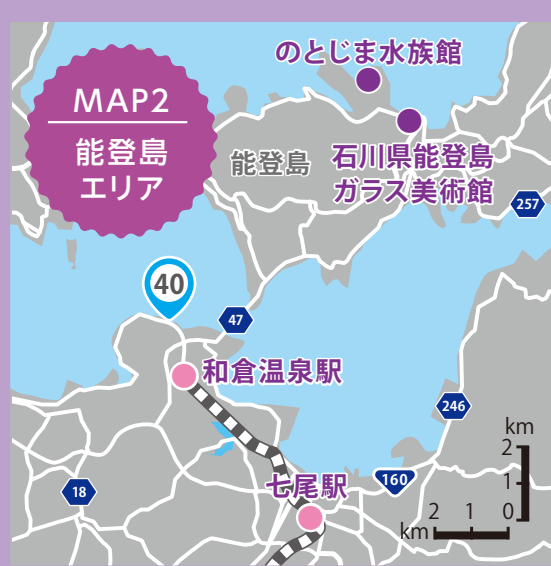 MAP2
能登島
エリア
のとじま水族館
能登島
石川県能登島
ガラス美術館
257
40
47
和倉温泉駅
246
18
160
七尾駅
km
2
1
0
2 1
km